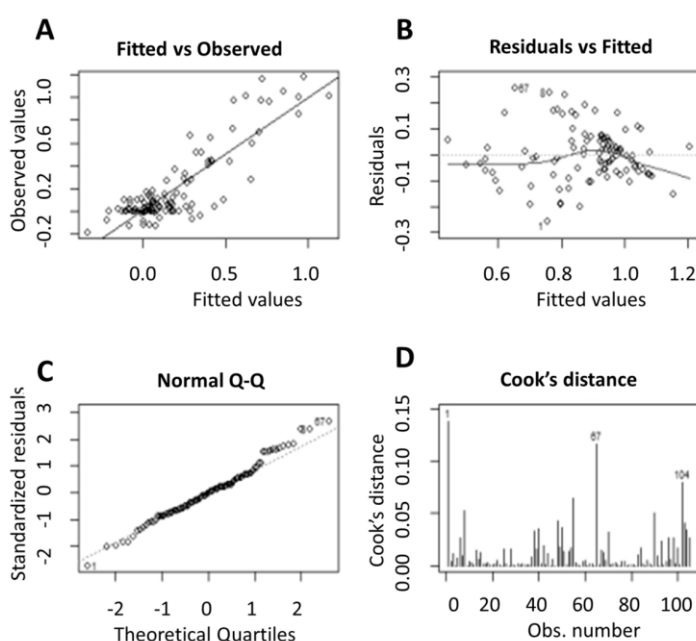 A
Fitted vs Observed
Observed values
1.0
0.6
0.2
-0.2
0.0
0.5
1.0
Fitted values
B
Residuals vs Fitted
Residuals
0.3
0.1
-0.1
-0.3
67
8
1
0.6
0.8
1.0
1.2
Fitted values
C
Normal Q-Q
Standardized residuals
3
2
1
0
-1
-2
67
8
1
-2
-1
0
1
2
Theoretical Quartiles
D
Cook's distance
Cook's distance
0.15
0.10
0.05
0.00
1
67
104
0
20
40
60
80
100
Obs. number